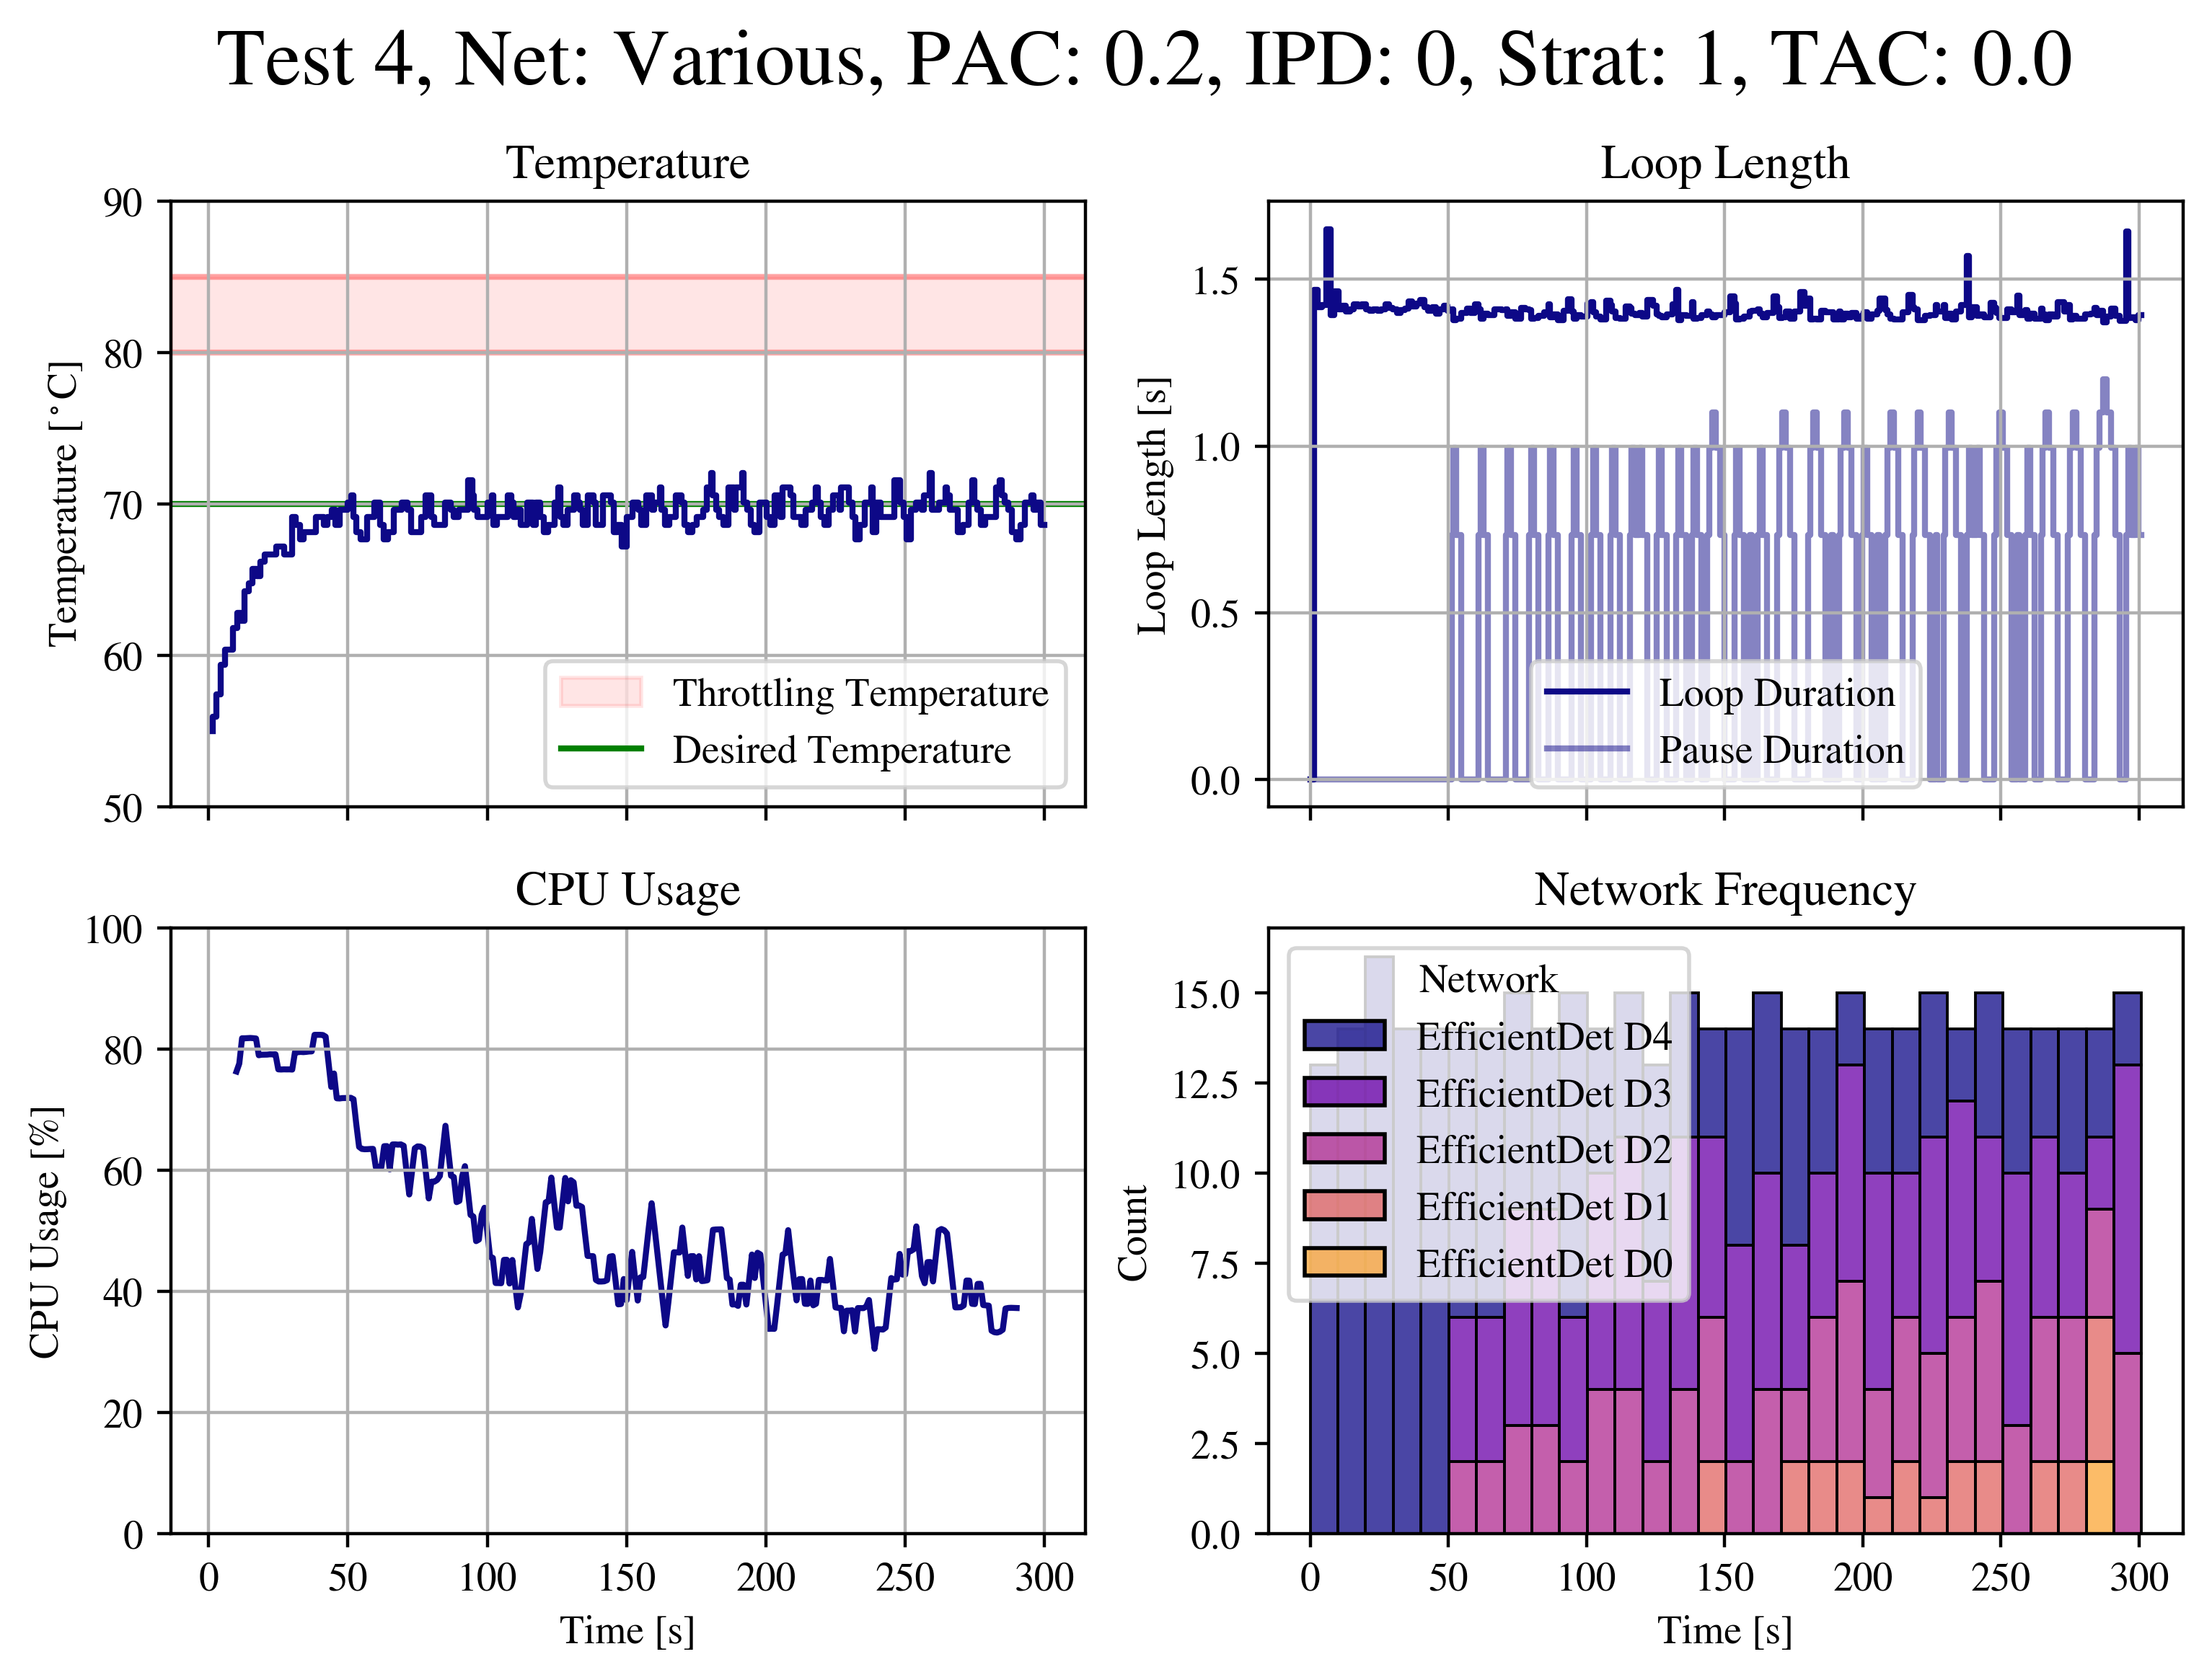 Test 4, Net: Various, PAC: 0.2, IPD: 0, Strat: 1, TAC: 0.0
Temperature
90
80
70
60
50
Temperature [°C]
Throttling Temperature
Desired Temperature
Loop Length
1.5
1.0
0.5
0.0
Loop Length [s]
Loop Duration
Pause Duration
CPU Usage
100
80
60
40
20
0
CPU Usage [%]
0 50 100 150 200 250 300
Time [s]
Network Frequency
15.0
12.5
10.0
7.5
5.0
2.5
0.0
Count
Network
EfficientDet D4
EfficientDet D3
EfficientDet D2
EfficientDet D1
EfficientDet D0
0 50 100 150 200 250 300
Time [s]